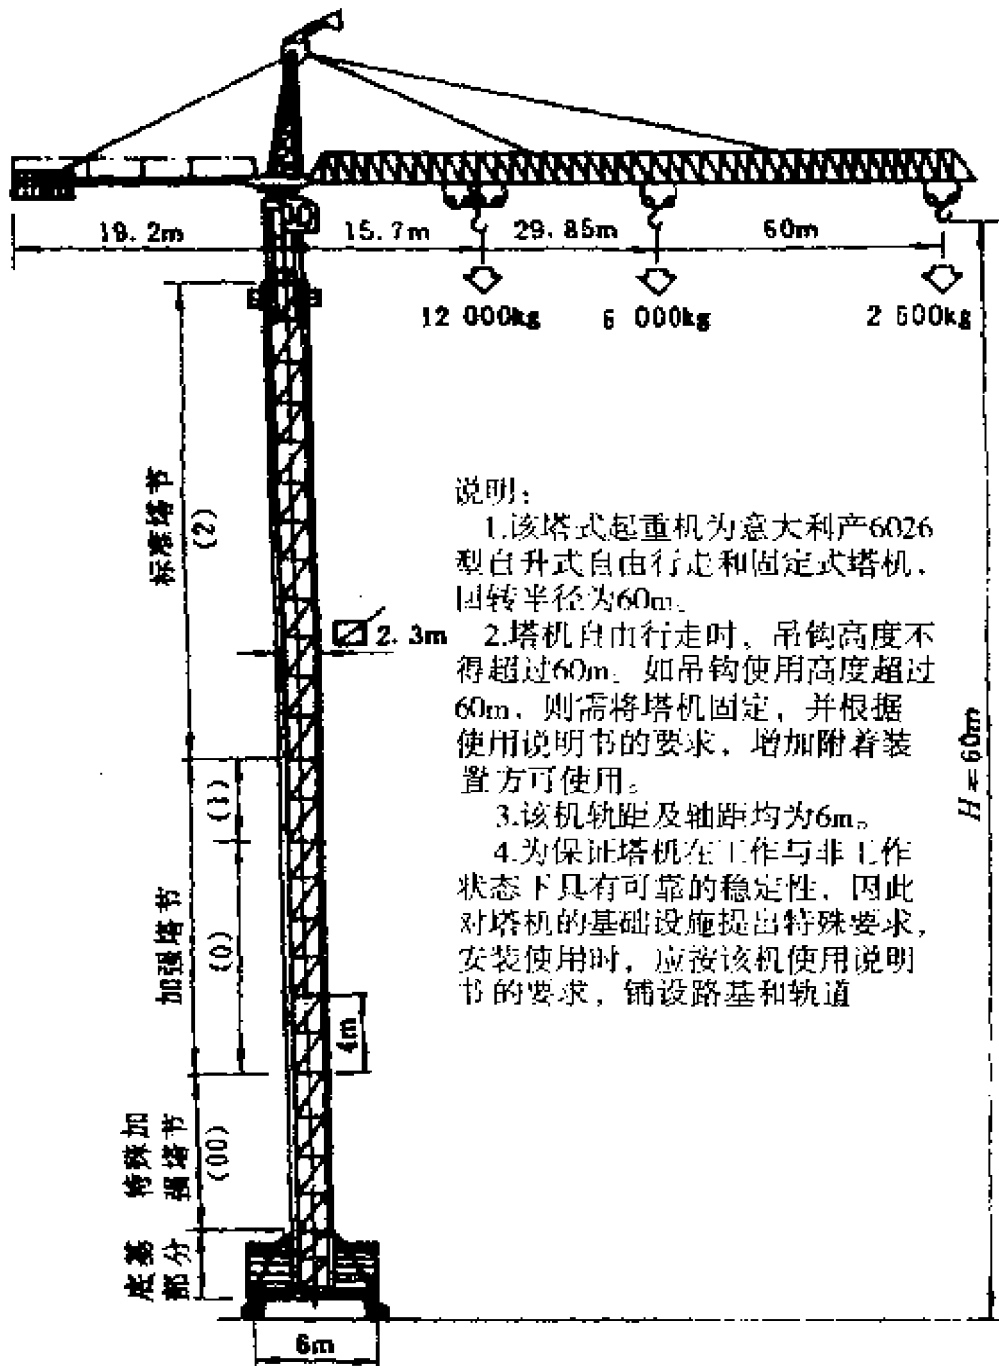 19.2m
15.7m
29.85m
60m
12 000kg
6 000kg
2 600kg
标准塔节
(2)
2.3m
说明：
1.该塔式起重机为意大利产6026
型自升式自由行走和固定式塔机，
回转半径为60m。
2.塔机自由行走时，吊钩高度不
得超过60m。如吊钩使用高度超过
60m，则需将塔机固定，并根据
使用说明书的要求，增加附着装
置方可使用。
3.该机轨距及轴距均为6m。
4.为保证塔机在工作与非工作
状态下具有可靠的稳定性，因此
对塔机的基础设施提出特殊要求，
安装使用时，应按该机使用说明
书的要求，铺设路基和轨道
H=60m
(1)
加强塔节
(0)
4m
特殊加
强塔节
(00)
底基
部分
6m